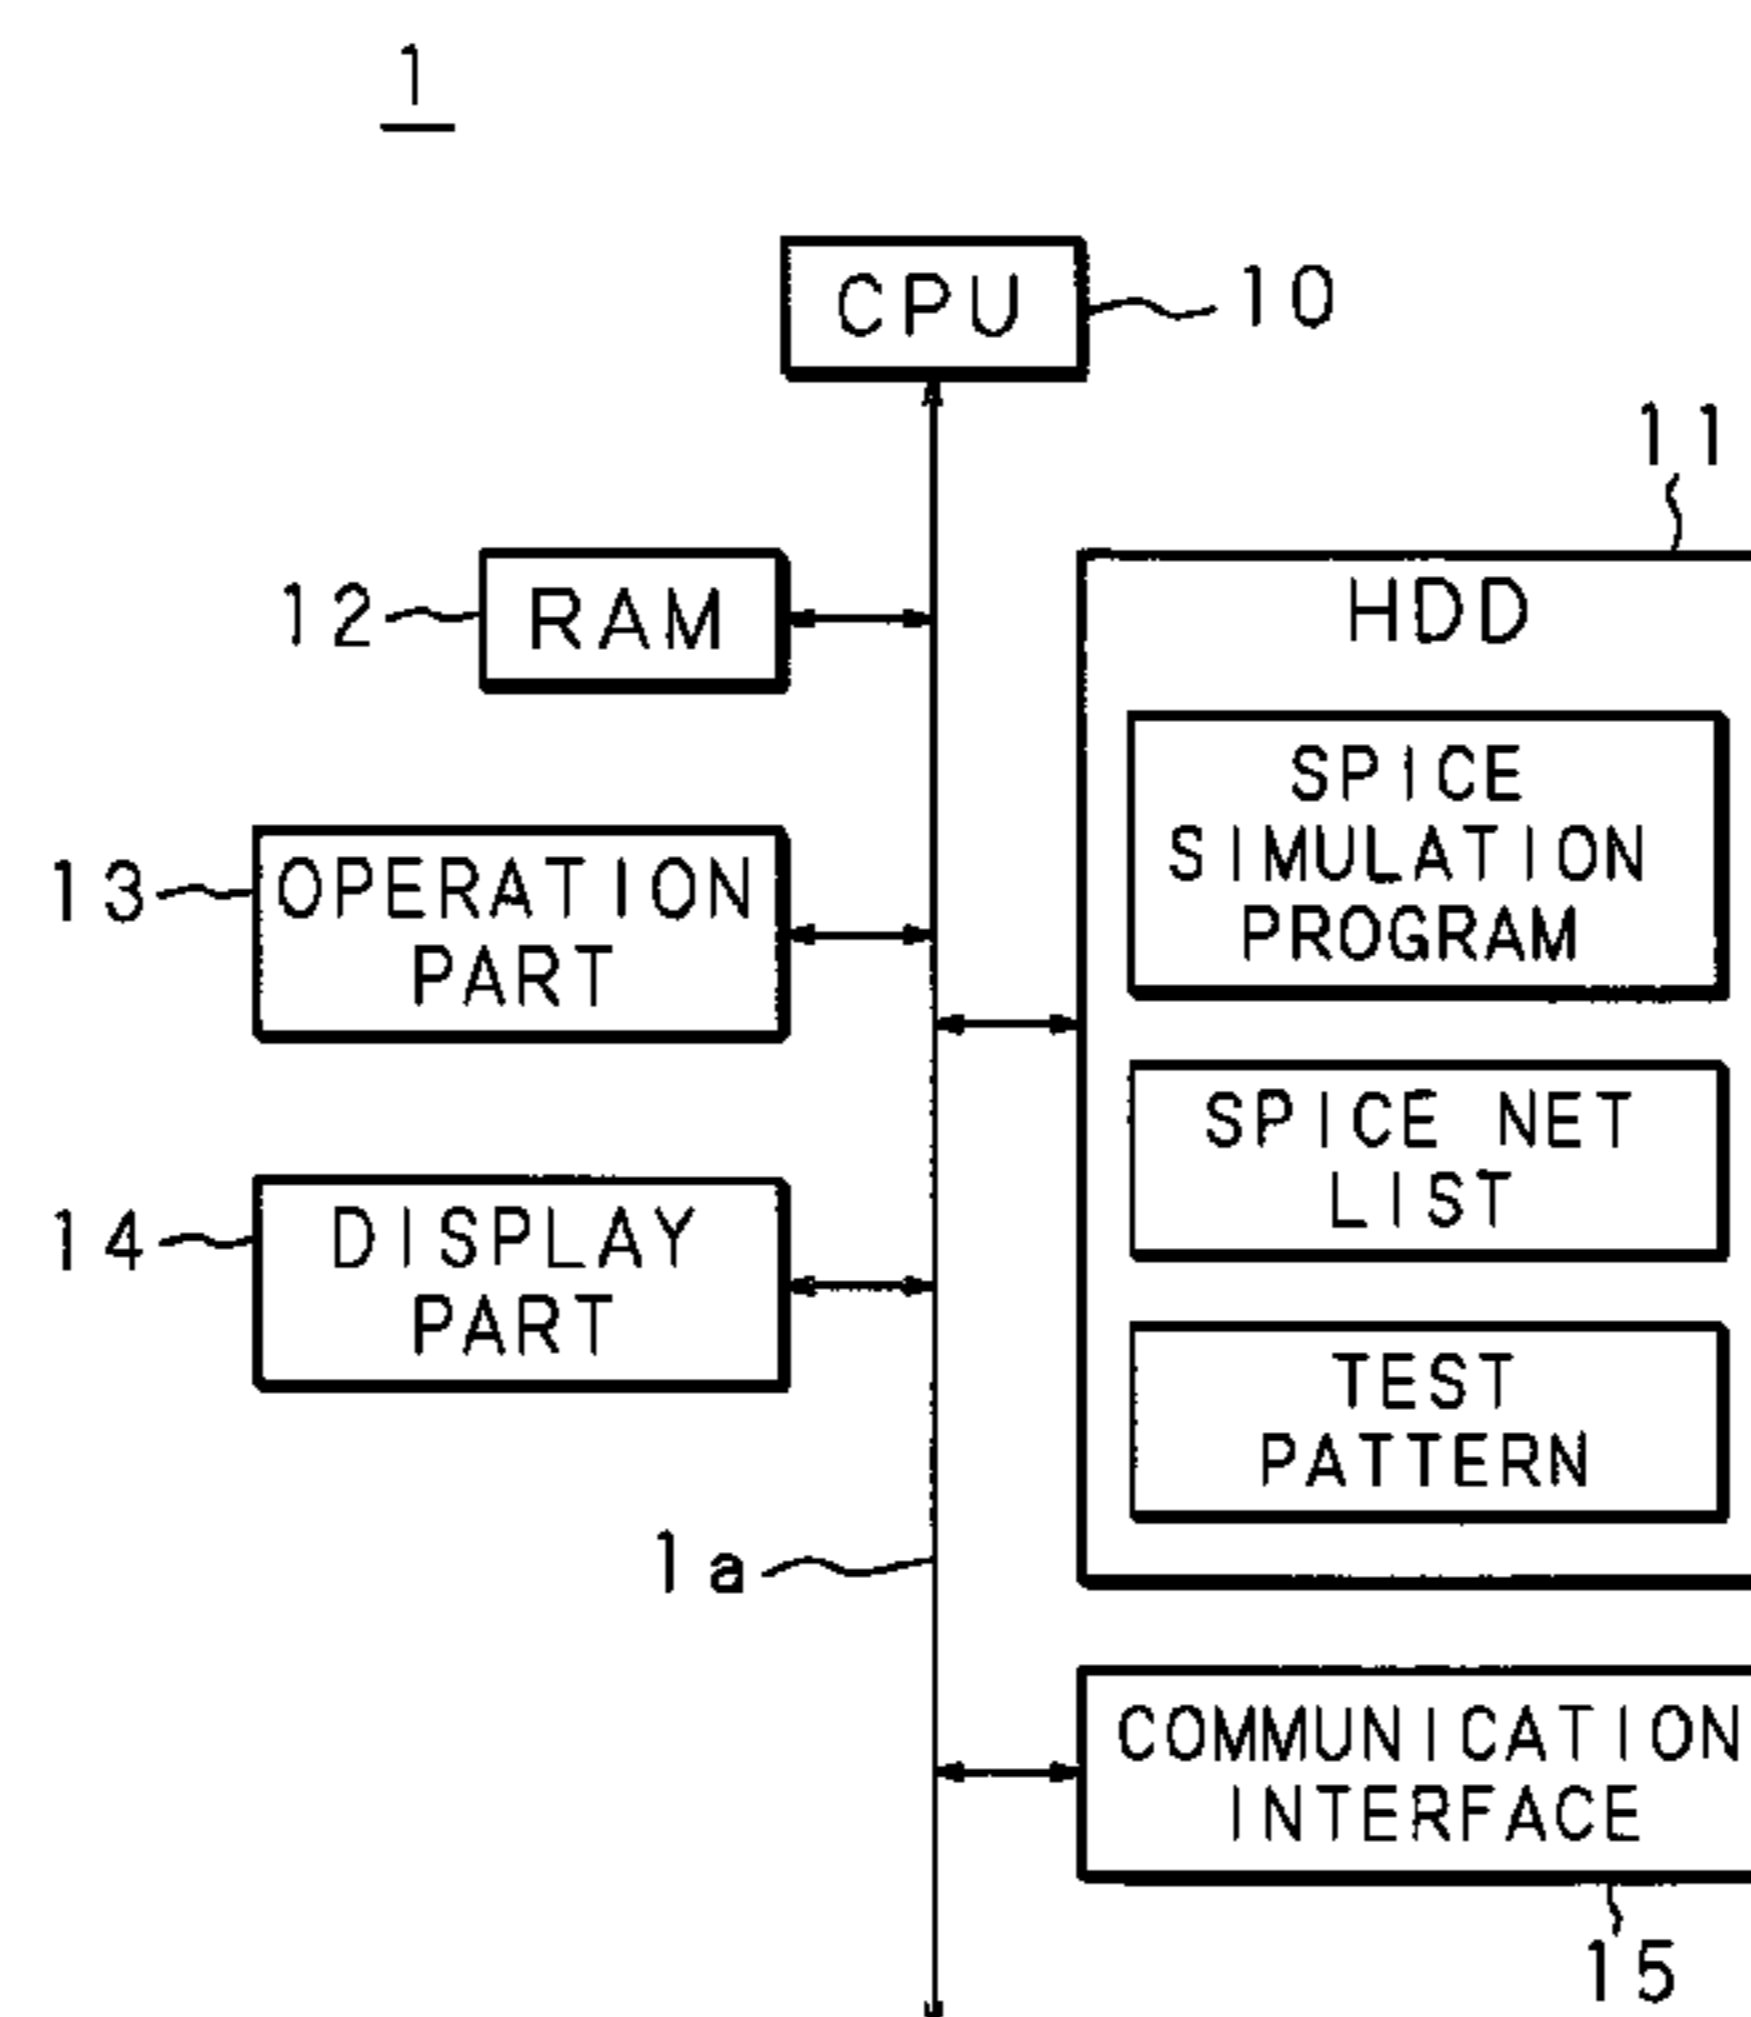 1
CPU
10
11
12
RAM
HDD
SPICE
SIMULATION
PROGRAM
13
OPERATION
PART
SPICE NET
LIST
14
DISPLAY
PART
TEST
PATTERN
1a
COMMUNICATION
INTERFACE
15